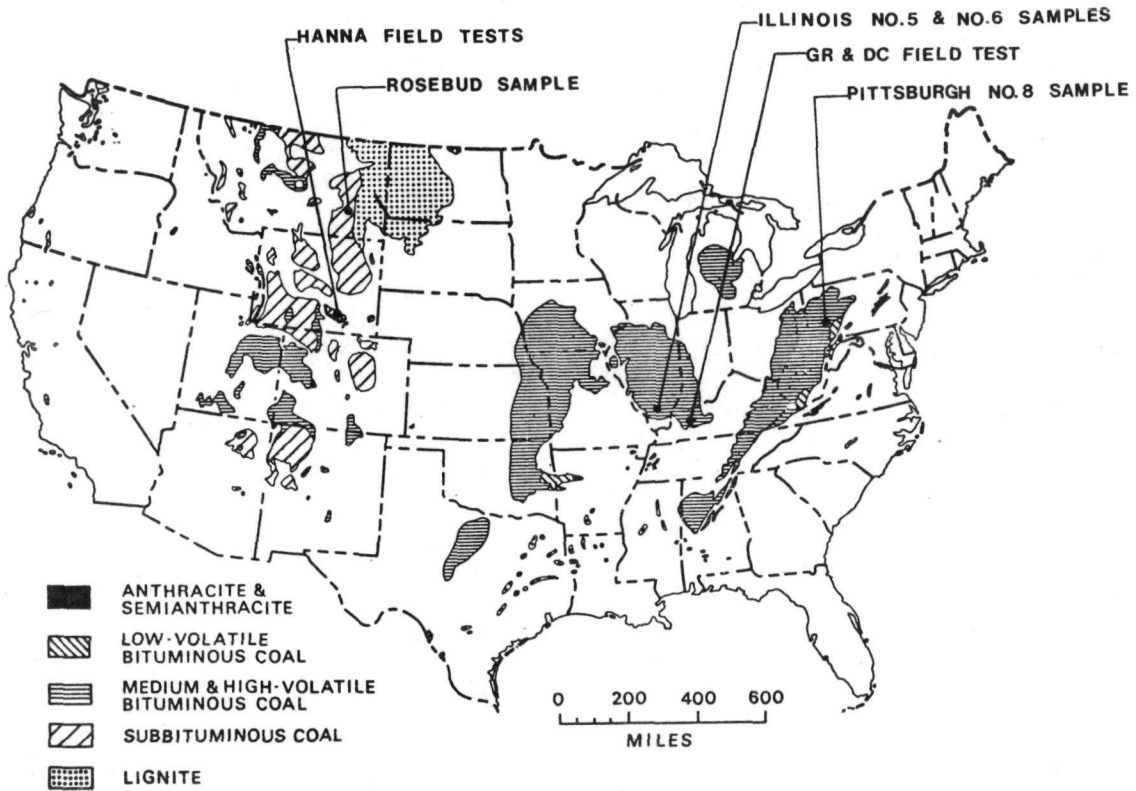 ILLINOIS NO.5 & NO.6 SAMPLES
HANNA FIELD TESTS
GR & DC FIELD TEST
ROSEBUD SAMPLE
PITTSBURGH NO.8 SAMPLE
ANTHRACITE &
SEMIANTHRACITE
LOW-VOLATILE
BITUMINOUS COAL
MEDIUM & HIGH-VOLATILE
BITUMINOUS COAL
SUBBITUMINOUS COAL
LIGNITE
0 200 400 600
MILES